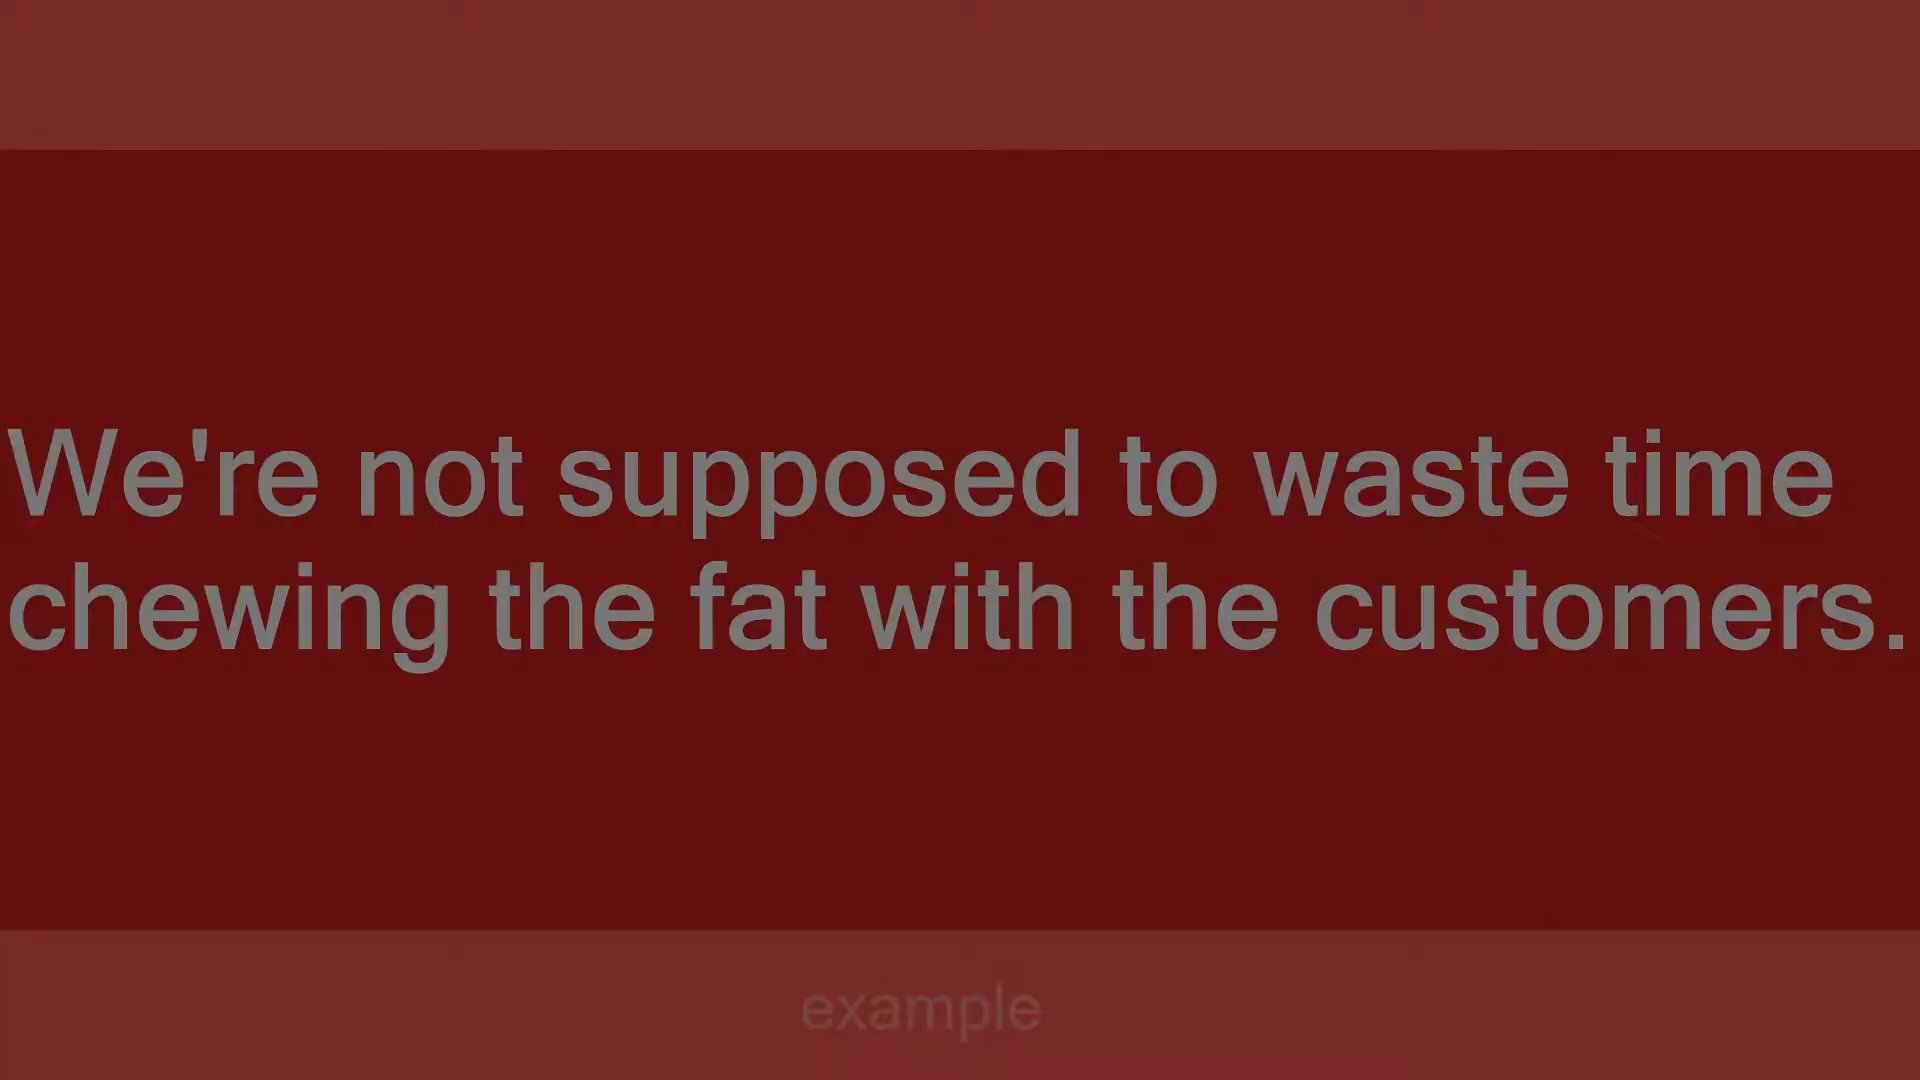 We're not supposed to waste time
chewing the fat with the customers.
example